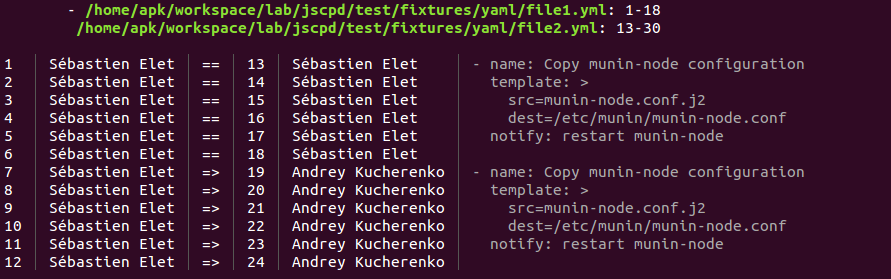 - /home/apk/workspace/lab/jscpd/test/fixtures/yaml/file1.yml: 1-18
/home/apk/workspace/lab/jscpd/test/fixtures/yaml/file2.yml: 13-30
1 │ Sébastien Elet │ == │ 13 │ Sébastien Elet │ - name: Copy munin-node configuration
2 │ Sébastien Elet │ == │ 14 │ Sébastien Elet │ template: >
3 │ Sébastien Elet │ == │ 15 │ Sébastien Elet │ src=munin-node.conf.j2
4 │ Sébastien Elet │ == │ 16 │ Sébastien Elet │ dest=/etc/munin/munin-node.conf
5 │ Sébastien Elet │ == │ 17 │ Sébastien Elet │ notify: restart munin-node
6 │ Sébastien Elet │ == │ 18 │ Sébastien Elet │
7 │ Sébastien Elet │ => │ 19 │ Andrey Kucherenko │ - name: Copy munin-node configuration
8 │ Sébastien Elet │ => │ 20 │ Andrey Kucherenko │ template: >
9 │ Sébastien Elet │ => │ 21 │ Andrey Kucherenko │ src=munin-node.conf.j2
10 │ Sébastien Elet │ => │ 22 │ Andrey Kucherenko │ dest=/etc/munin/munin-node.conf
11 │ Sébastien Elet │ => │ 23 │ Andrey Kucherenko │ notify: restart munin-node
12 │ Sébastien Elet │ => │ 24 │ Andrey Kucherenko │